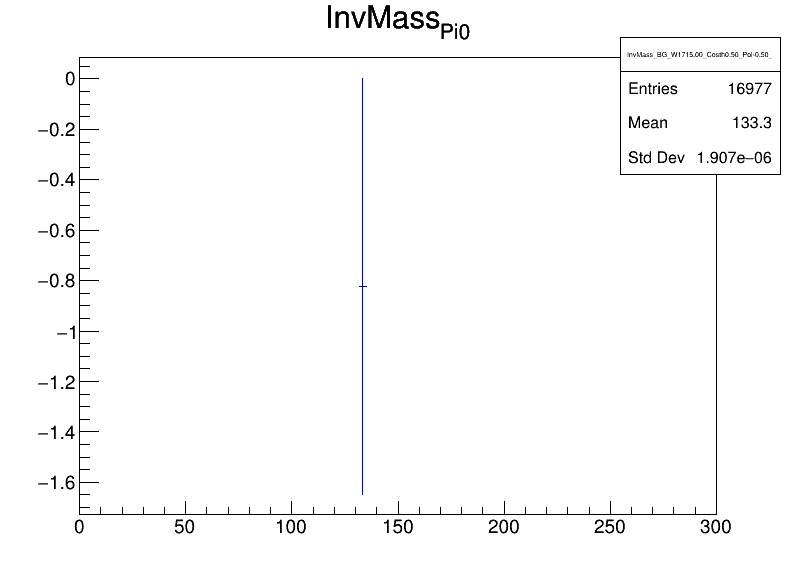 InvMassPi0
InvMass_BG_W1715.00_Costh0.50_Pol-0.50_
Entries 16977
Mean 133.3
Std Dev 1.907e−06
0
−0.2
−0.4
−0.6
−0.8
−1
−1.2
−1.4
−1.6
0 50 100 150 200 250 300